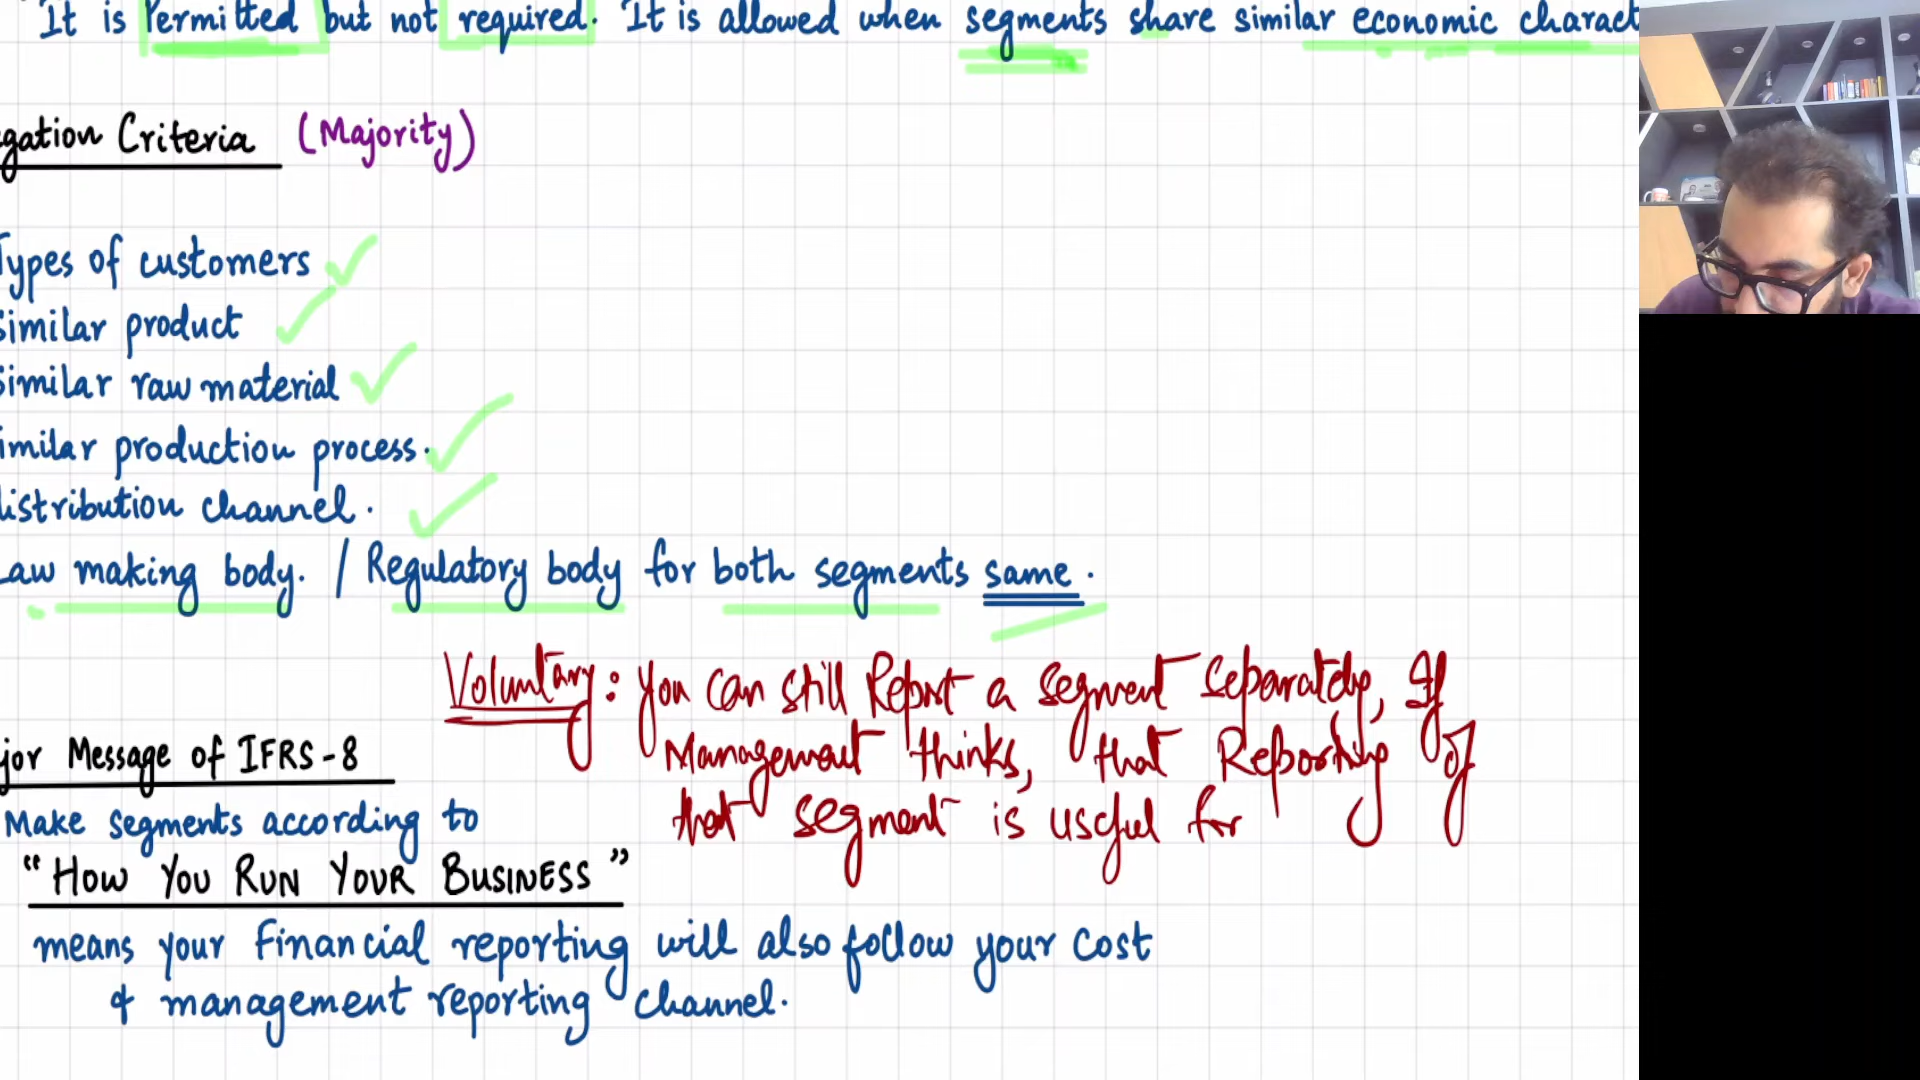 It is Permitted but not required. It is allowed when segments share similar economic charact
gation Criteria (Majority)
Types of customers
Similar product
Similar raw material
imilar production process.
distribution channel.
Law making body. / Regulatory body for both segments same.
Voluntary: You can still Report a segment separately, If
Management thinks, that Reporting of
that segment is useful for
jor Message of IFRS-8
Make segments according to
"HOW YOU RUN YOUR BUSINESS"
means your financial reporting will also follow your cost
& management reporting channel.